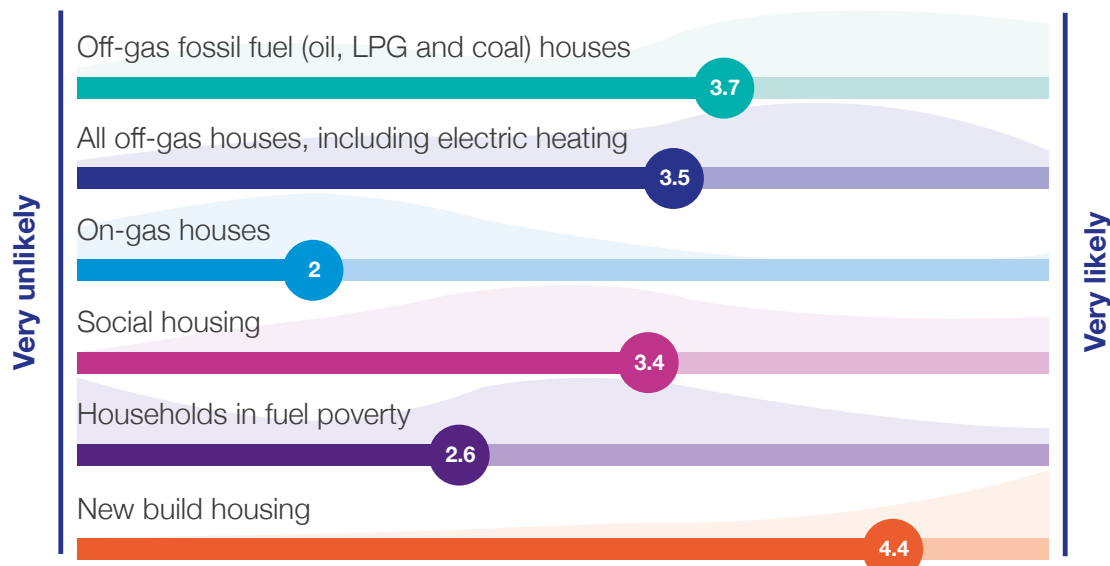 Very unlikely
Off-gas fossil fuel (oil, LPG and coal) houses
3.7
All off-gas houses, including electric heating
3.5
On-gas houses
2
Social housing
3.4
Households in fuel poverty
2.6
New build housing
4.4
Very likely